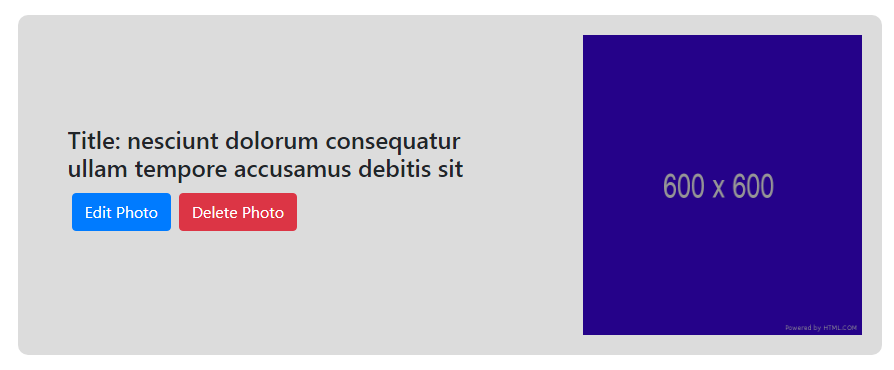 Title: nesciunt dolorum consequatur
ullam tempore accusamus debitis sit
Edit Photo Delete Photo
600 x 600
Powered by HTML.COM